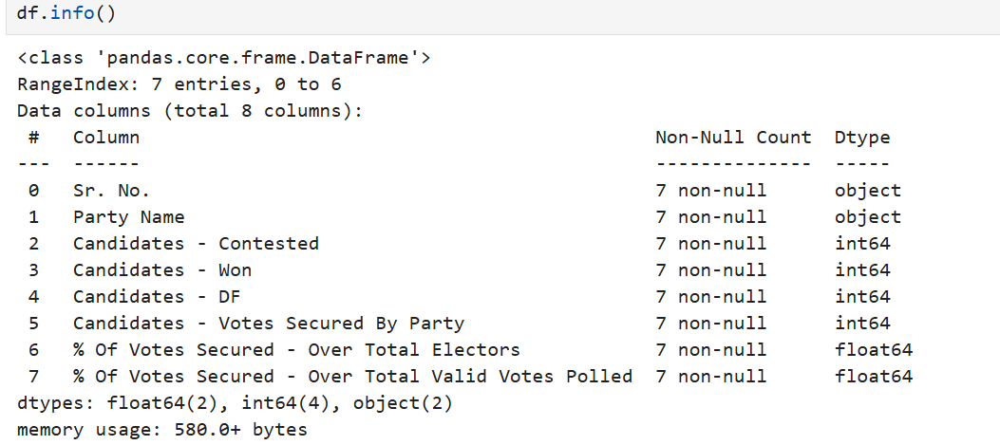 df.info()
<class 'pandas.core.frame.DataFrame'>
RangeIndex: 7 entries, 0 to 6
Data columns (total 8 columns):
 #   Column                                              Non-Null Count  Dtype
---  ------                                              --------------  -----
 0   Sr. No.                                             7 non-null      object
 1   Party Name                                          7 non-null      object
 2   Candidates - Contested                              7 non-null      int64
 3   Candidates - Won                                    7 non-null      int64
 4   Candidates - DF                                     7 non-null      int64
 5   Candidates - Votes Secured By Party                 7 non-null      int64
 6   % Of Votes Secured - Over Total Electors            7 non-null      float64
 7   % Of Votes Secured - Over Total Valid Votes Polled  7 non-null      float64
dtypes: float64(2), int64(4), object(2)
memory usage: 580.0+ bytes